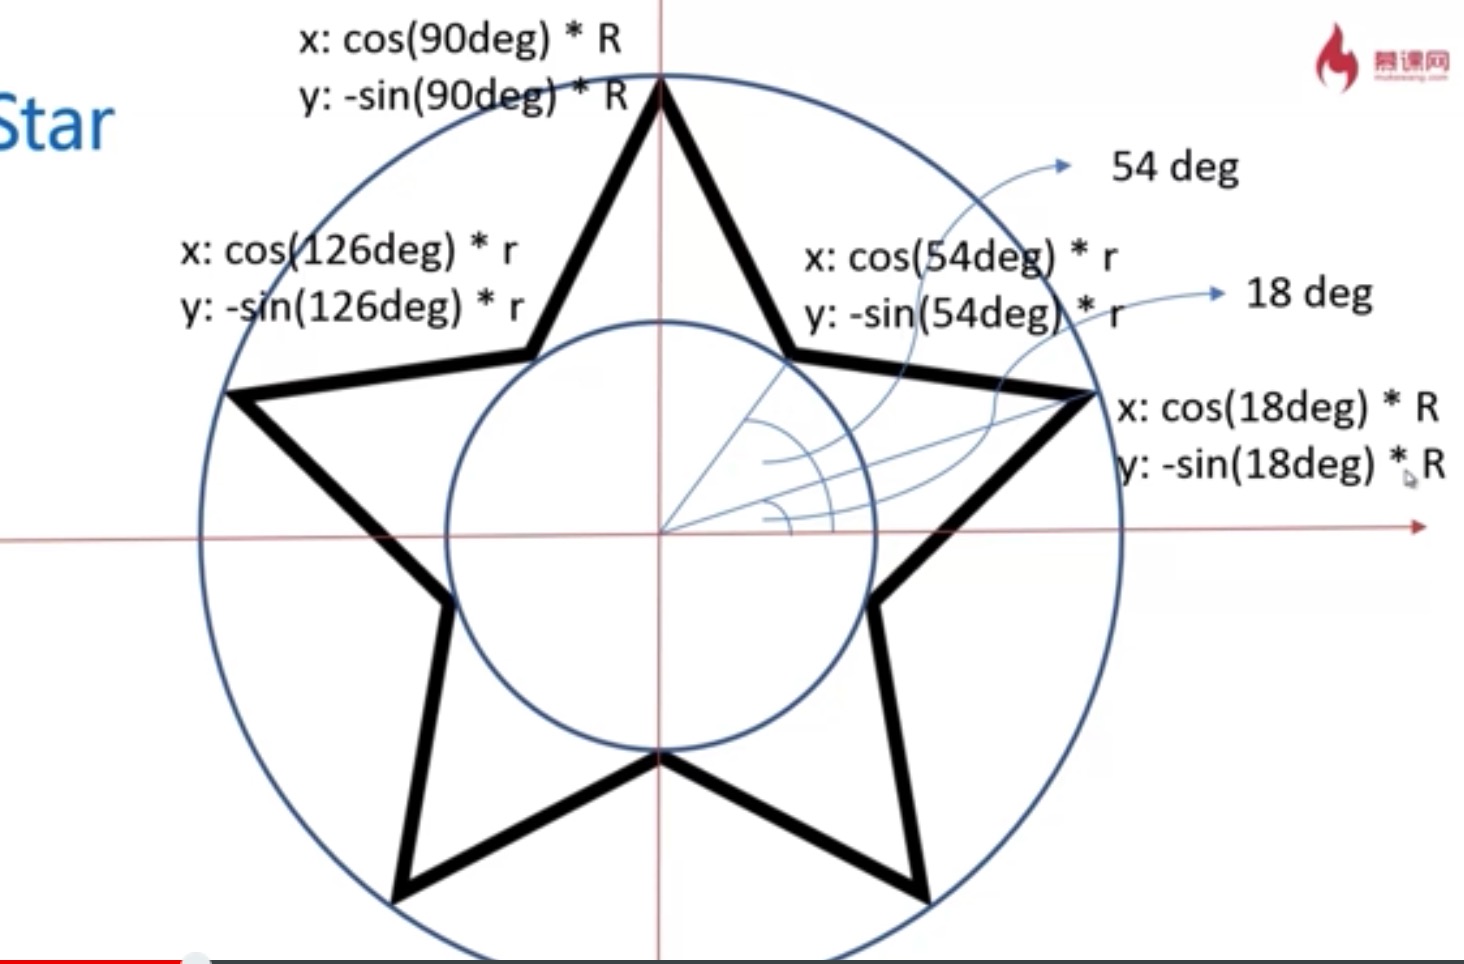 x: cos(90deg) * R
y: -sin(90deg) * R
慕课网
Star
54 deg
x: cos(126deg) * r
y: -sin(126deg) * r
x: cos(54deg) * r
y: -sin(54deg) * r
18 deg
x: cos(18deg) * R
y: -sin(18deg) * R